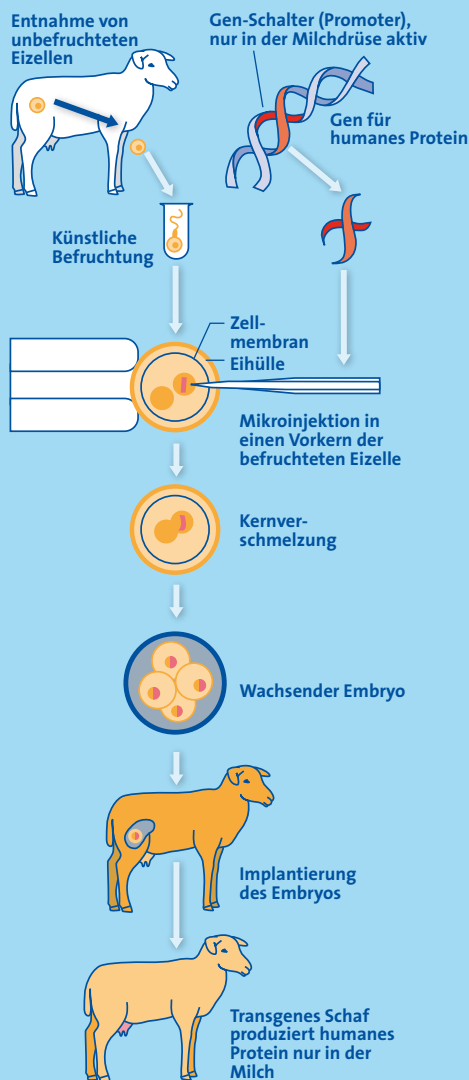 Entnahme von
unbefruchteten
Eizellen
Gen-Schalter (Promoter),
nur in der Milchdrüse aktiv
Gen für
humanes Protein
Künstliche
Befruchtung
Zell-
membran
Eihülle
Mikroinjektion in
einen Vorkern der
befruchteten Eizelle
Kernver-
schmelzung
Wachsender Embryo
Implantierung
des Embryos
Transgenes Schaf
produziert humanes
Protein nur in der
Milch